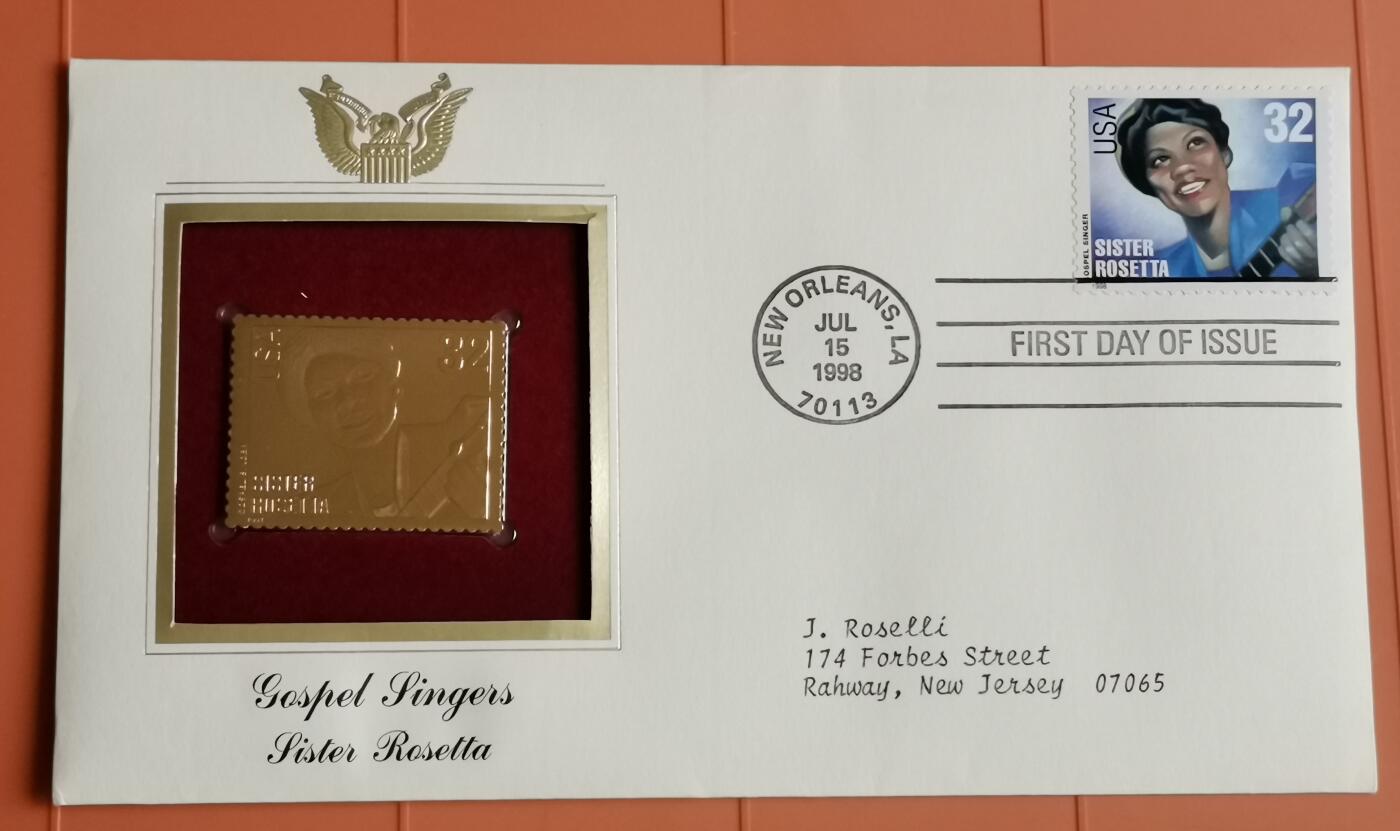 USA
32
SISTER
ROSETTA
Gospel Singers
Sister Rosetta
USA
32
GOSPEL SINGER
SISTER
ROSETTA
NEW ORLEANS, LA
JUL
15
1998
70113
FIRST DAY OF ISSUE
J. Roselli
174 Forbes Street
Rahway, New Jersey 07065